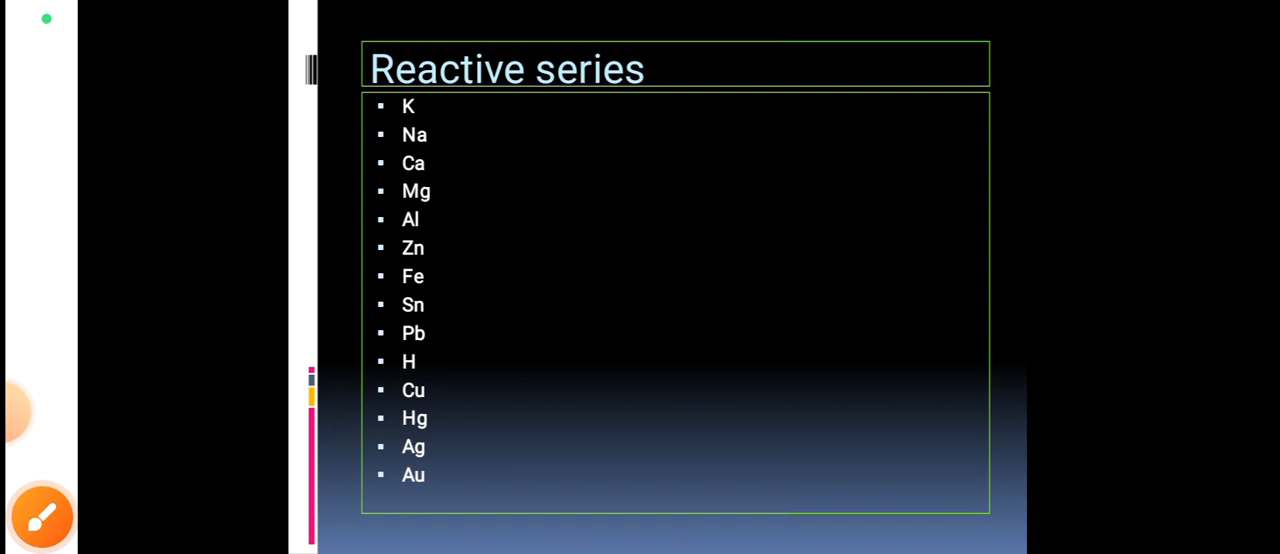 Reactive series
▪ K
▪ Na
▪ Ca
▪ Mg
▪ Al
▪ Zn
▪ Fe
▪ Sn
▪ Pb
▪ H
▪ Cu
▪ Hg
▪ Ag
▪ Au